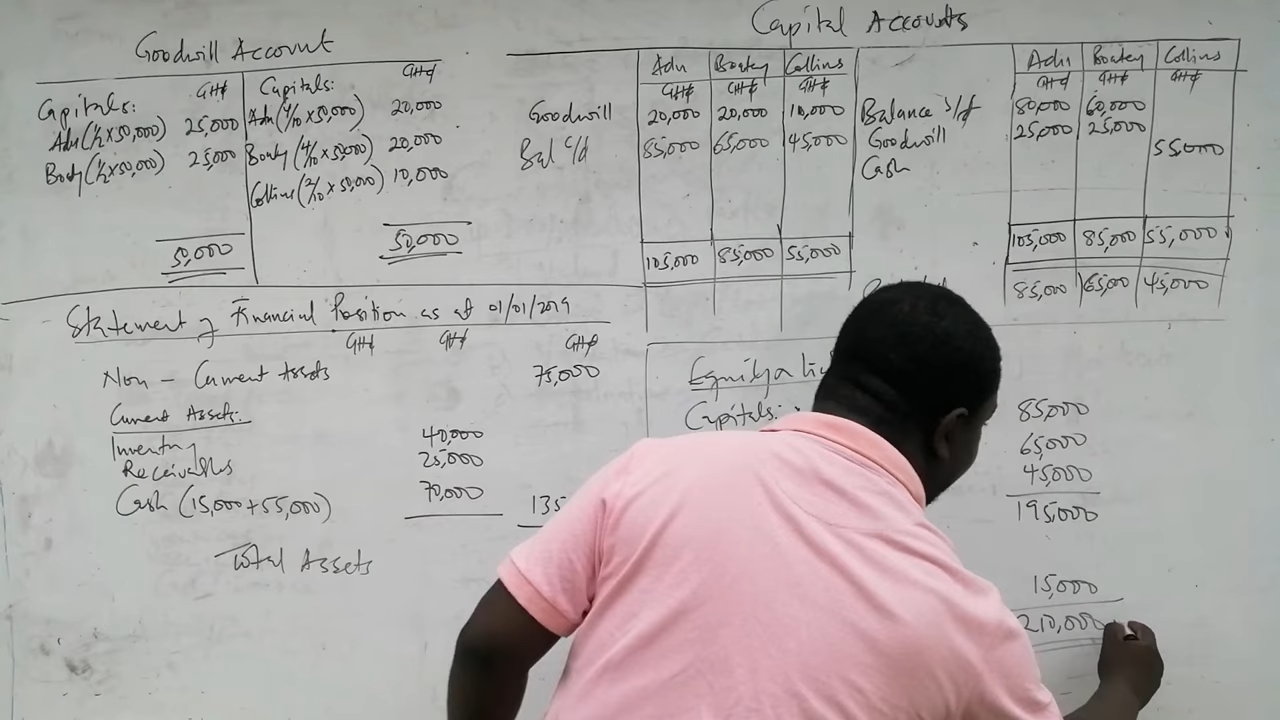 Goodwill Account
GH¢ GH¢
Capitals: Capitals:
Adu (1/2 x 50,000) 25,000 Adu (4/10 x 50,000) 20,000
Body (1/2 x 50,000) 25,000 Boatey (4/10 x 50,000) 20,000
Collins (2/10 x 50,000) 10,000
50,000 50,000
Capital Accounts
Adu Boatey Collins Adu Boatey Collins
GH¢ GH¢ GH¢ GH¢ GH¢ GH¢
Goodwill 20,000 20,000 10,000 Balance b/d 80,000 60,000
Bal c/d 85,000 65,000 45,000 Goodwill 25,000 25,000
Cash 55,000
105,000 85,000 55,000 105,000 85,000 55,000
85,000 65,000 45,000
Statement of Financial Position as at 01/01/2019
GH¢ GH¢ GH¢
Non - Current Assets 75,000
Current Assets:
Inventory 40,000
Receivables 25,000
Cash (15,000 + 55,000) 70,000 135
Total Assets
Capitals: 85,000
65,000
45,000
195,000
15,000
210,000